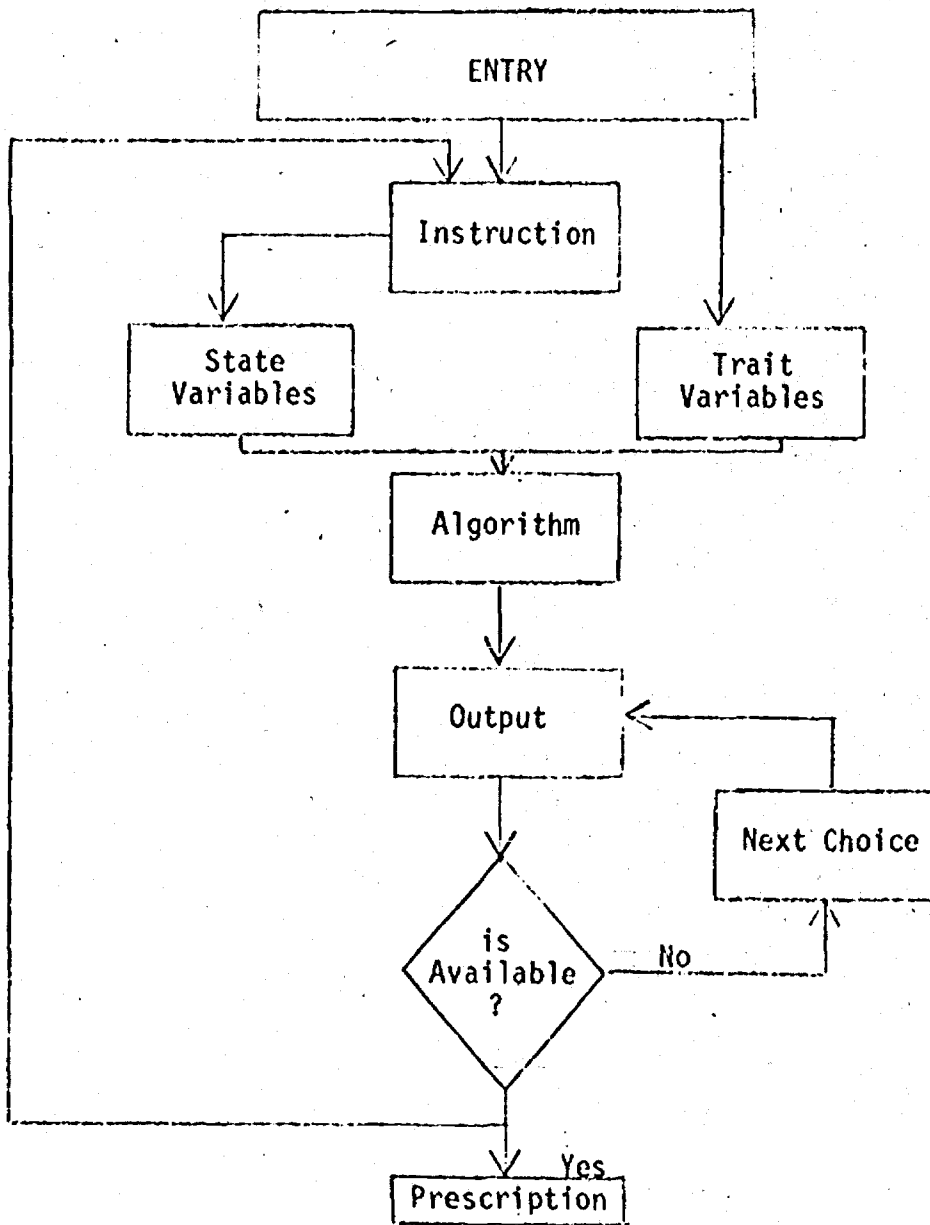 ENTRY
Instruction
State
Variables
Trait
Variables
Algorithm
Output
Next Choice
is
Available
?
No
Yes
Prescription